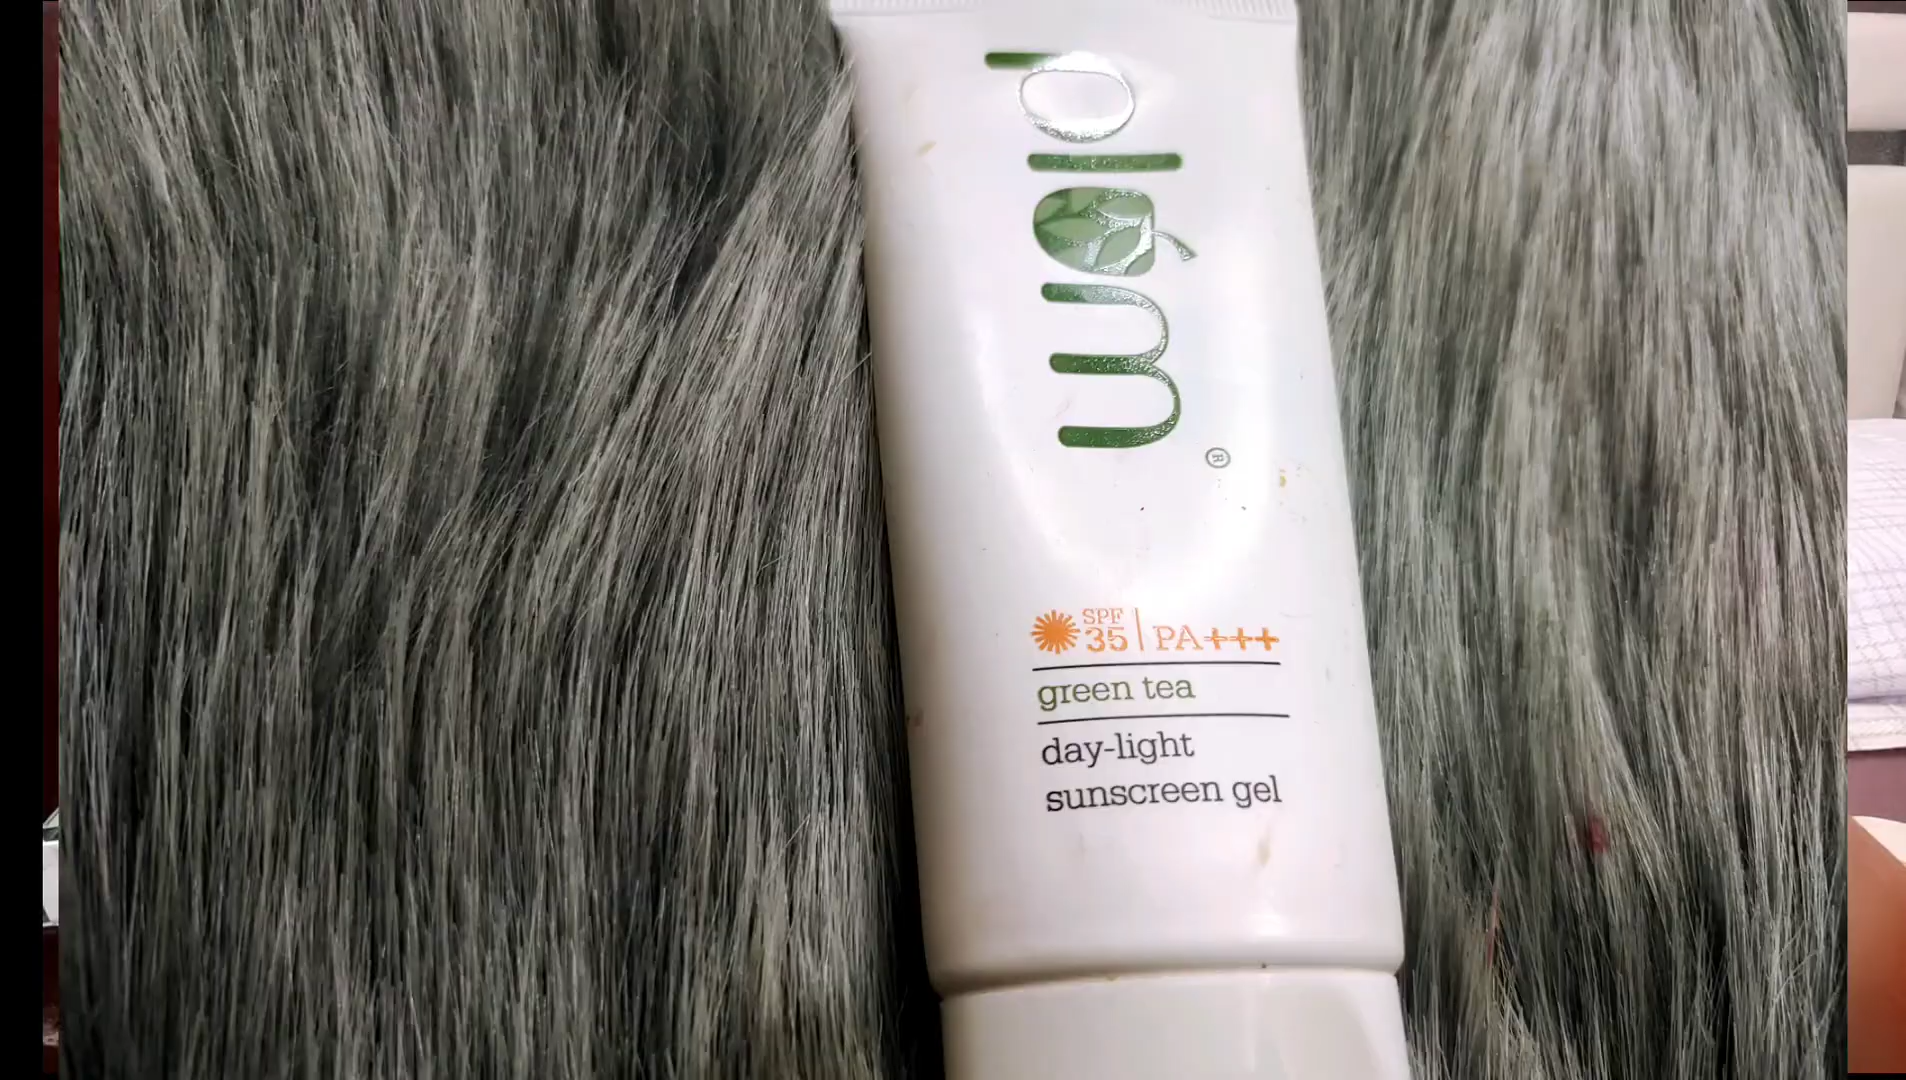 plum
®
SPF
35 | PA+++
green tea
day-light
sunscreen gel